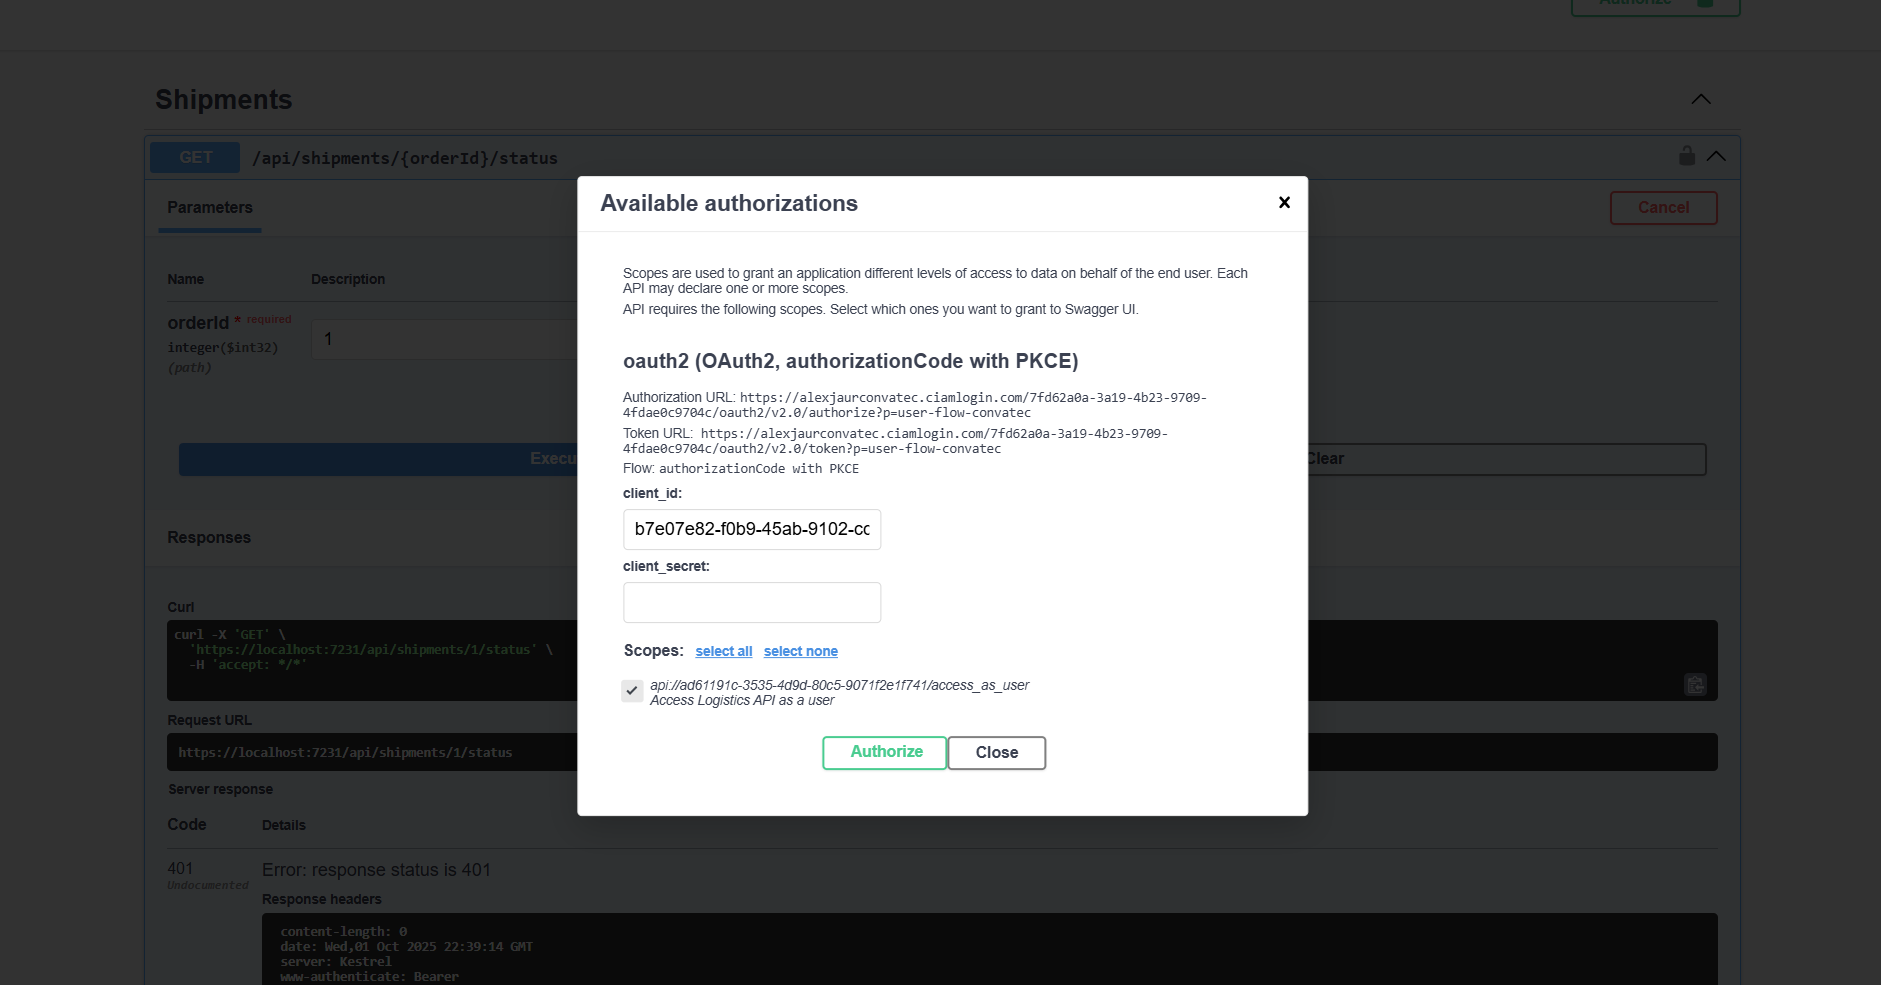 Authorize
Shipments
GET /api/shipments/{orderId}/status
Parameters
Cancel
Name Description
orderId * required
integer($int32)
(path)
1
Execu
Clear
Responses
Curl
curl -X 'GET' \
'https://localhost:7231/api/shipments/1/status' \
-H 'accept: */*'
Request URL
https://localhost:7231/api/shipments/1/status
Server response
Code Details
401
Undocumented
Error: response status is 401
Response headers
content-length: 0
date: Wed,01 Oct 2025 22:39:14 GMT
server: Kestrel
www-authenticate: Bearer
Available authorizations
Scopes are used to grant an application different levels of access to data on behalf of the end user. Each
API may declare one or more scopes.
API requires the following scopes. Select which ones you want to grant to Swagger UI.
oauth2 (OAuth2, authorizationCode with PKCE)
Authorization URL: https://alexjaurconvatec.ciamlogin.com/7fd62a0a-3a19-4b23-9709-
4fdae0c9704c/oauth2/v2.0/authorize?p=user-flow-convatec
Token URL: https://alexjaurconvatec.ciamlogin.com/7fd62a0a-3a19-4b23-9709-
4fdae0c9704c/oauth2/v2.0/token?p=user-flow-convatec
Flow: authorizationCode with PKCE
client_id:
b7e07e82-f0b9-45ab-9102-cc
client_secret:
Scopes: select all select none
api://ad61191c-3535-4d9d-80c5-9071f2e1f741/access_as_user
Access Logistics API as a user
Authorize
Close